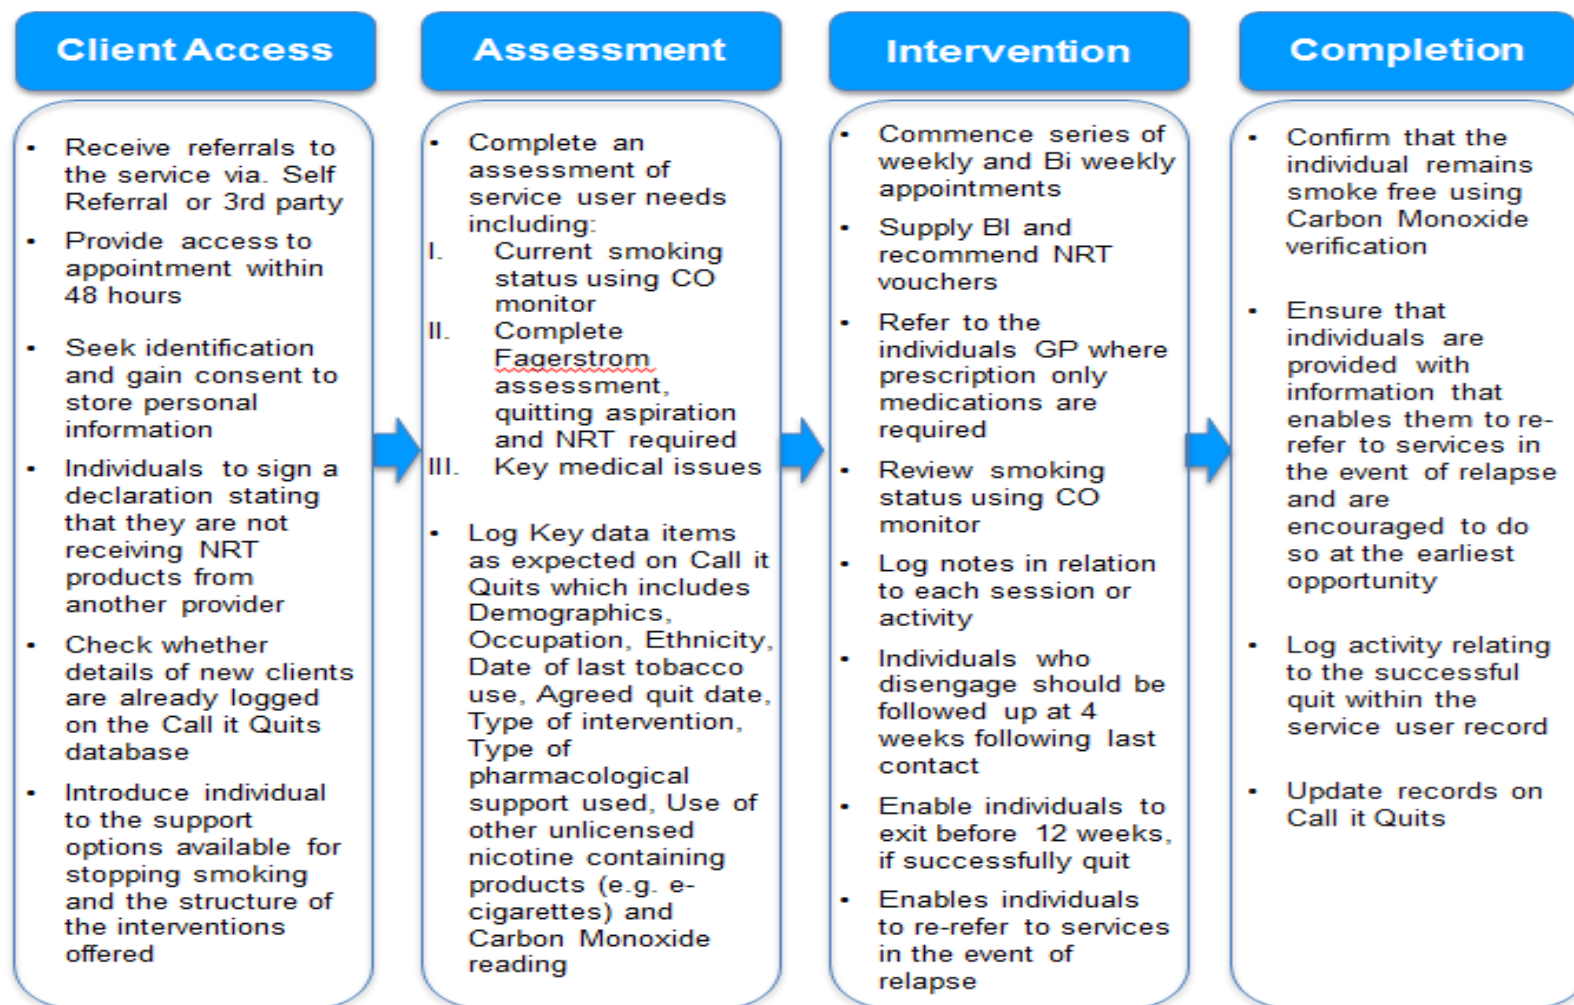 Client Access
• Receive referrals to
the service via. Self
Referral or 3rd party
• Provide access to
appointment within
48 hours
• Seek identification
and gain consent to
store personal
information
• Individuals to sign a
declaration stating
that they are not
receiving NRT
products from
another provider
• Check whether
details of new clients
are already logged
on the Call it Quits
database
• Introduce individual
to the support
options available for
stopping smoking
and the structure of
the interventions
offered
Assessment
• Complete an
assessment of
service user needs
including:
I. Current smoking
status using CO
monitor
II. Complete
Fagerstrom
assessment,
quitting aspiration
and NRT required
III. Key medical issues
• Log Key data items
as expected on Call it
Quits which includes
Demographics,
Occupation, Ethnicity,
Date of last tobacco
use, Agreed quit date,
Type of intervention,
Type of
pharmacological
support used, Use of
other unlicensed
nicotine containing
products (e.g. e-
cigarettes) and
Carbon Monoxide
reading
Intervention
• Commence series of
weekly and Bi weekly
appointments
• Supply BI and
recommend NRT
vouchers
• Refer to the
individuals GP where
prescription only
medications are
required
• Review smoking
status using CO
monitor
• Log notes in relation
to each session or
activity
• Individuals who
disengage should be
followed up at 4
weeks following last
contact
• Enable individuals to
exit before 12 weeks,
if successfully quit
• Enables individuals
to re-refer to services
in the event of
relapse
Completion
• Confirm that the
individual remains
smoke free using
Carbon Monoxide
verification
• Ensure that
individuals are
provided with
information that
enables them to re-
refer to services in
the event of relapse
and are
encouraged to do
so at the earliest
opportunity
• Log activity relating
to the successful
quit within the
service user record
• Update records on
Call it Quits